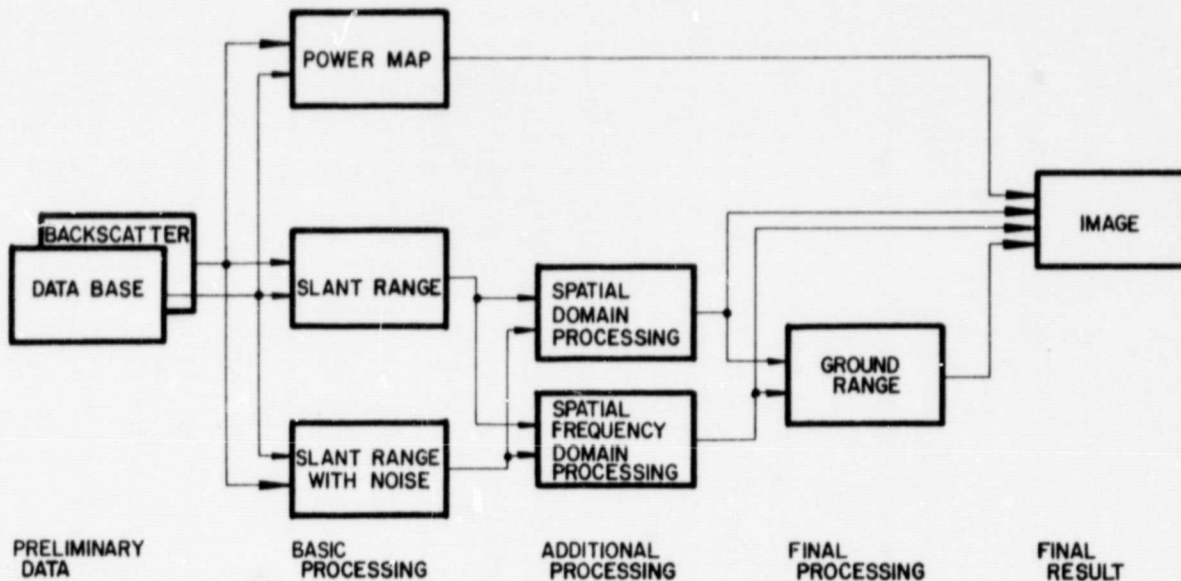 POWER MAP
BACKSCATTER
DATA BASE
SLANT RANGE
SLANT RANGE
WITH NOISE
SPATIAL
DOMAIN
PROCESSING
SPATIAL
FREQUENCY
DOMAIN
PROCESSING
GROUND
RANGE
IMAGE
PRELIMINARY
DATA
BASIC
PROCESSING
ADDITIONAL
PROCESSING
FINAL
PROCESSING
FINAL
RESULT